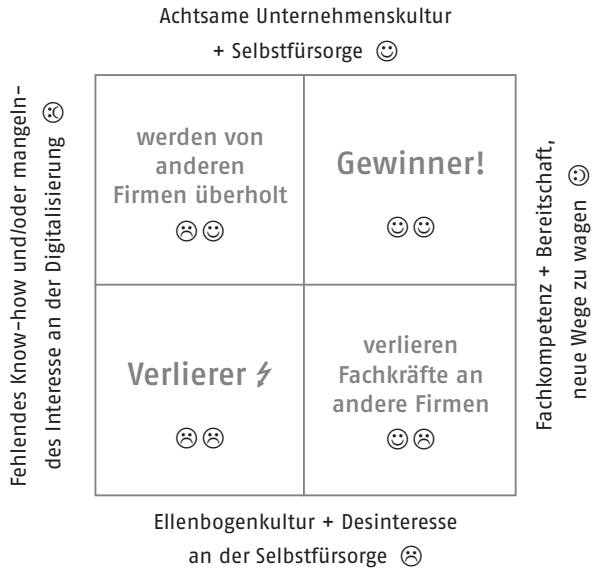 Achtsame Unternehmenskultur
+ Selbstfürsorge ☺
Fehlendes Know-how und/oder mangeln-
des Interesse an der Digitalisierung ☹
werden von
anderen
Firmen überholt
☹☺
Gewinner!
☺☺
Verlierer ⚡
☹☹
verlieren
Fachkräfte an
andere Firmen
☺☹
Fachkompetenz + Bereitschaft,
neue Wege zu wagen ☺
Ellenbogenkultur + Desinteresse
an der Selbstfürsorge ☹